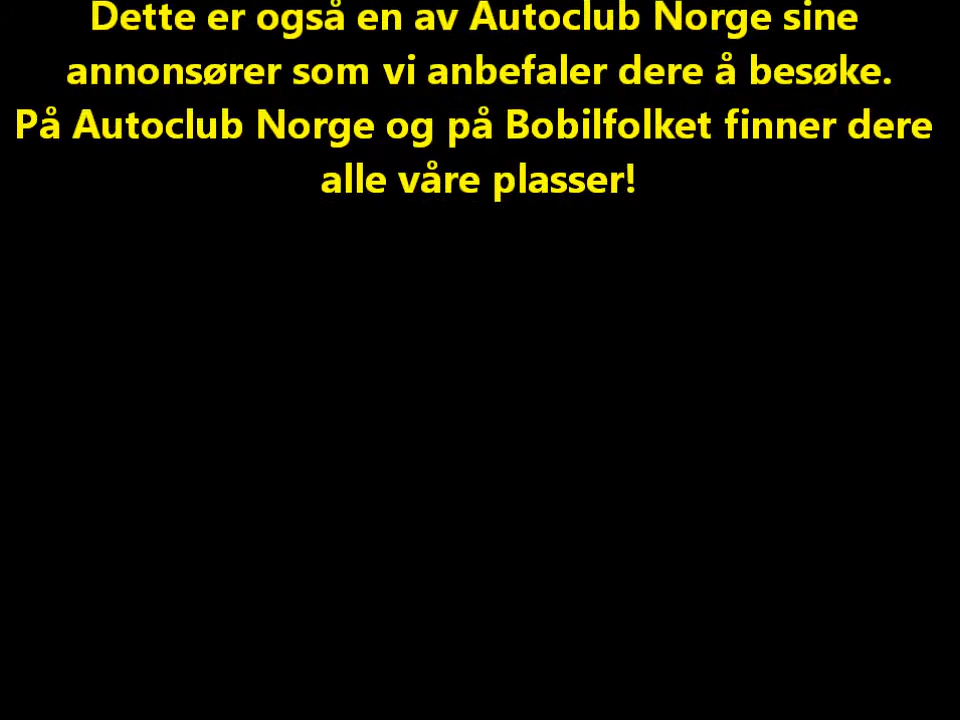 Dette er også en av Autoclub Norge sine
annonsører som vi anbefaler dere å besøke.
På Autoclub Norge og på Bobilfolket finner dere
alle våre plasser!